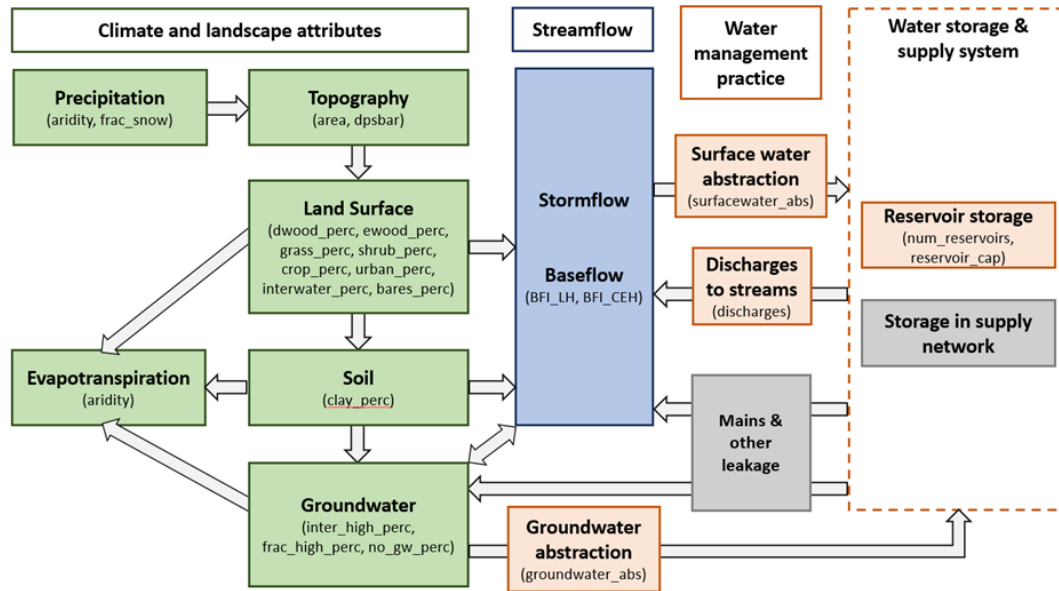 Climate and landscape attributes
Streamflow
Water
management
practice
Water storage &
supply system
Precipitation
(aridity, frac_snow)
Topography
(area, dpsbar)
Land Surface
(dwood_perc, ewood_perc,
grass_perc, shrub_perc,
crop_perc, urban_perc,
interwater_perc, bares_perc)
Evapotranspiration
(aridity)
Soil
(clay_perc)
Groundwater
(inter_high_perc,
frac_high_perc, no_gw_perc)
Stormflow
Baseflow
(BFI_LH, BFI_CEH)
Surface water
abstraction
(surfacewater_abs)
Discharges
to streams
(discharges)
Mains &
other
leakage
Groundwater
abstraction
(groundwater_abs)
Reservoir storage
(num_reservoirs,
reservoir_cap)
Storage in supply
network